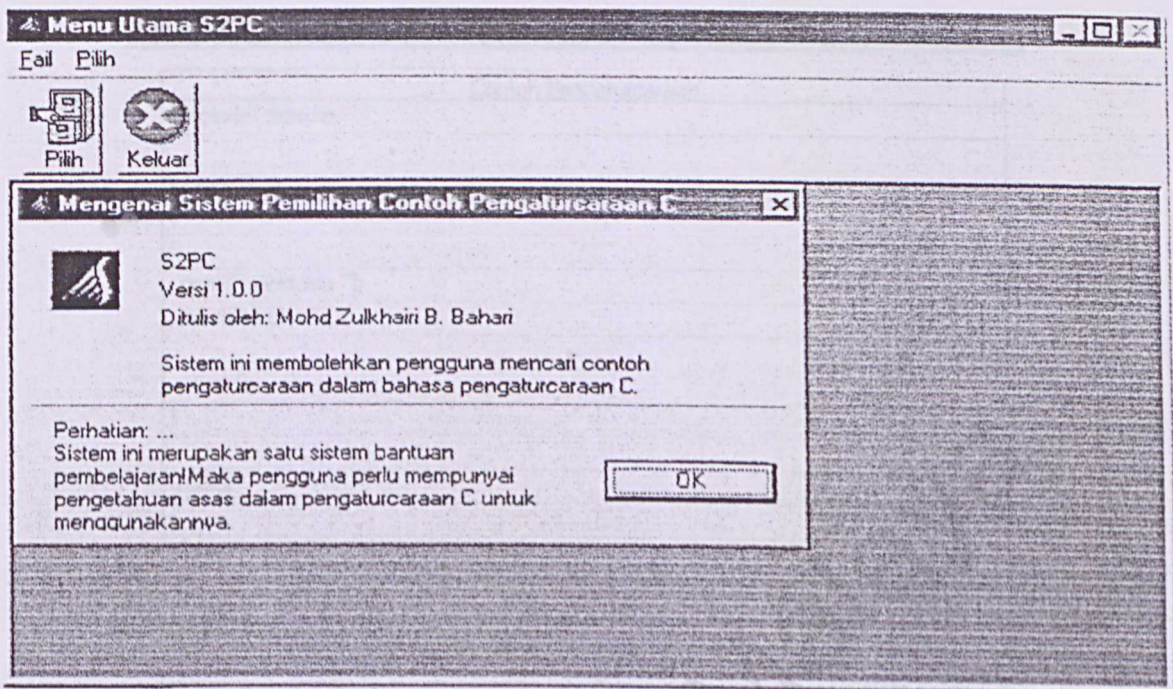 Menu Utama S2PC
Fail Pilih
Pilih Keluar
Mengenai Sistem Pemilihan Contoh Pengaturcaraan C
S2PC
Versi 1.0.0
Ditulis oleh: Mohd Zulkhairi B. Bahari
Sistem ini membolehkan pengguna mencari contoh
pengaturcaraan dalam bahasa pengaturcaraan C.
Perhatian: ...
Sistem ini merupakan satu sistem bantuan
pembelajaran!Maka pengguna perlu mempunyai
pengetahuan asas dalam pengaturcaraan C untuk
menggunakannya.
OK